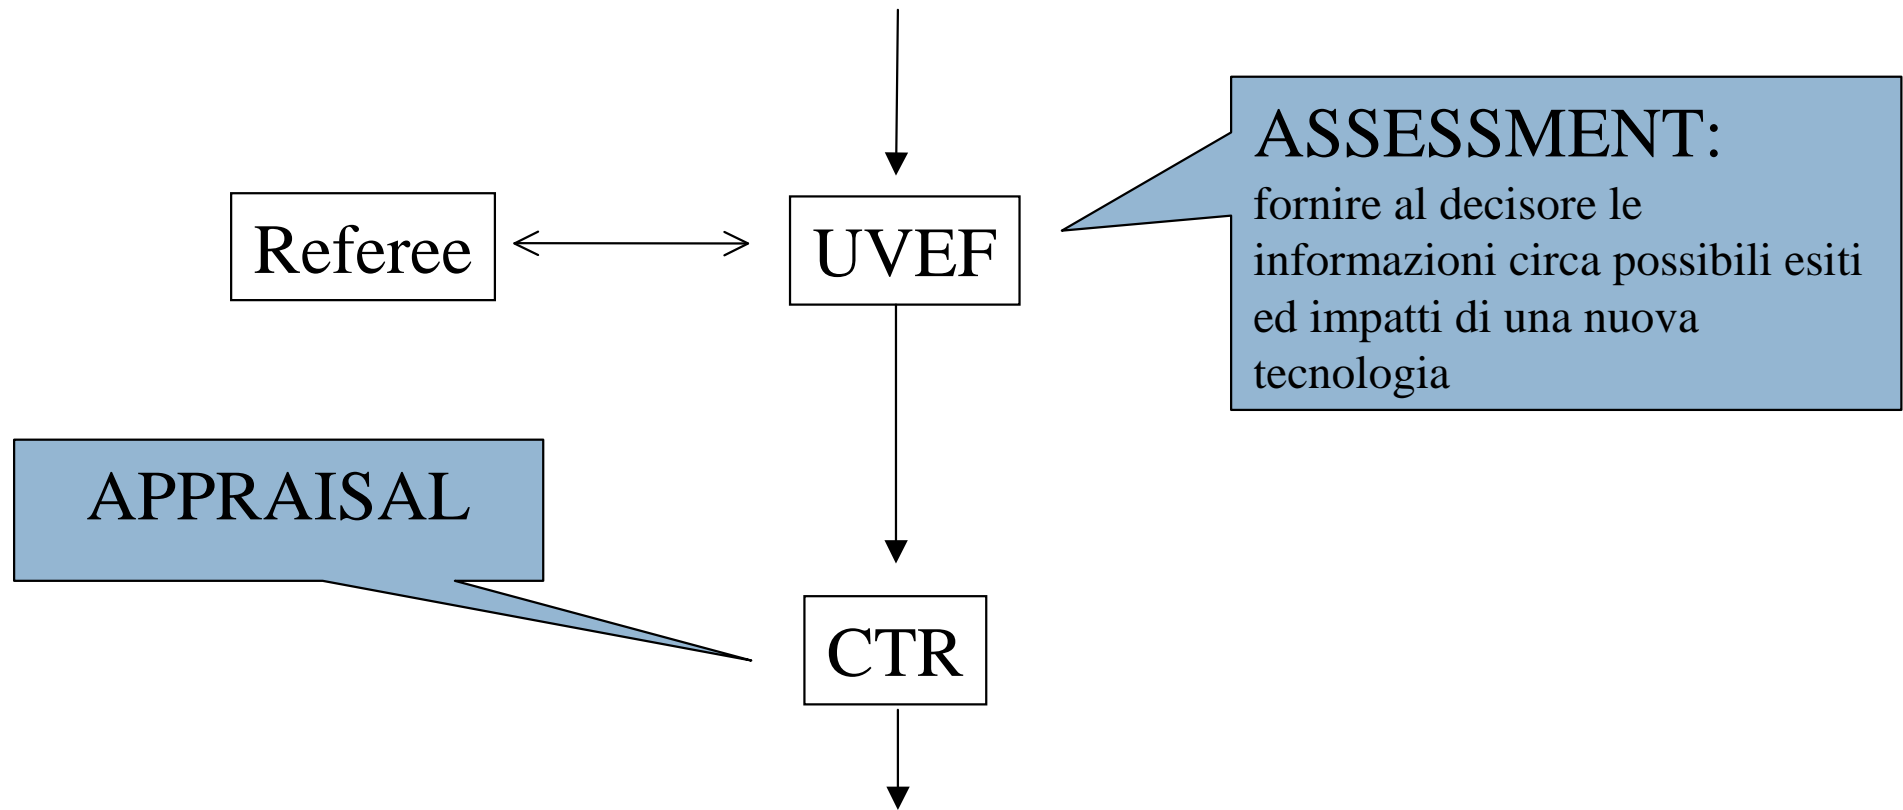 ASSESSMENT:
fornire al decisore le
informazioni circa possibili esiti
ed impatti di una nuova
tecnologia
Referee
UVEF
APPRAISAL
CTR